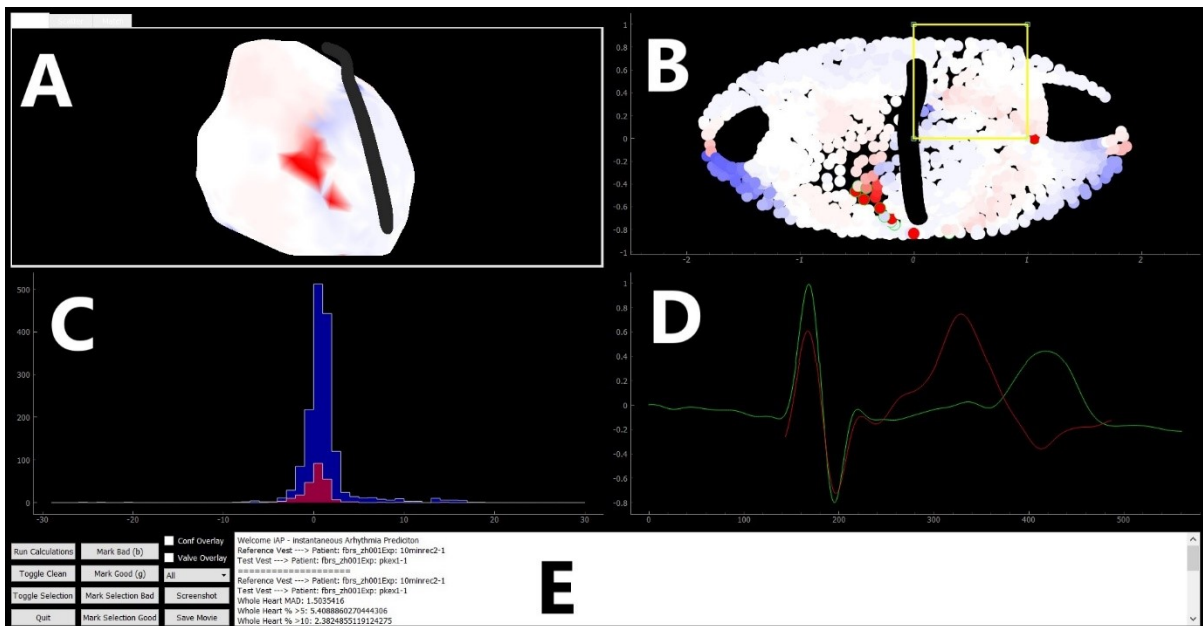 A
B
1
0.8
0.6
0.4
0.2
0
-0.2
-0.4
-0.6
-0.8
-1
-2
-1
0
1
2
C
500
400
300
200
100
0
-30
-20
-10
0
10
20
30
D
1
0.8
0.6
0.4
0.2
0
-0.2
-0.4
-0.6
-0.8
0
100
200
300
400
500
Run Calculations
Mark Bad (b)
Conf Overlay
Valve Overlay
Toggle Clean
Mark Good (g)
All
Toggle Selection
Mark Selection Bad
Screenshot
Quit
Mark Selection Good
Save Movie
Welcome iAP - Instantaneous Arhythmia Prediciton
Reference Vest ---> Patient: fbrs_zh001Exp: 10minrec2-1
Test Vest ---> Patient: fbrs_zh001Exp: pkex1-1
====================
Reference Vest ---> Patient: fbrs_zh001Exp: 10minrec2-1
Test Vest ---> Patient: fbrs_zh001Exp: pkex1-1
Whole Heart MAD: 1.5035416
Whole Heart % >5: 5.4088860270444306
Whole Heart % >10: 2.3824855119124275
E